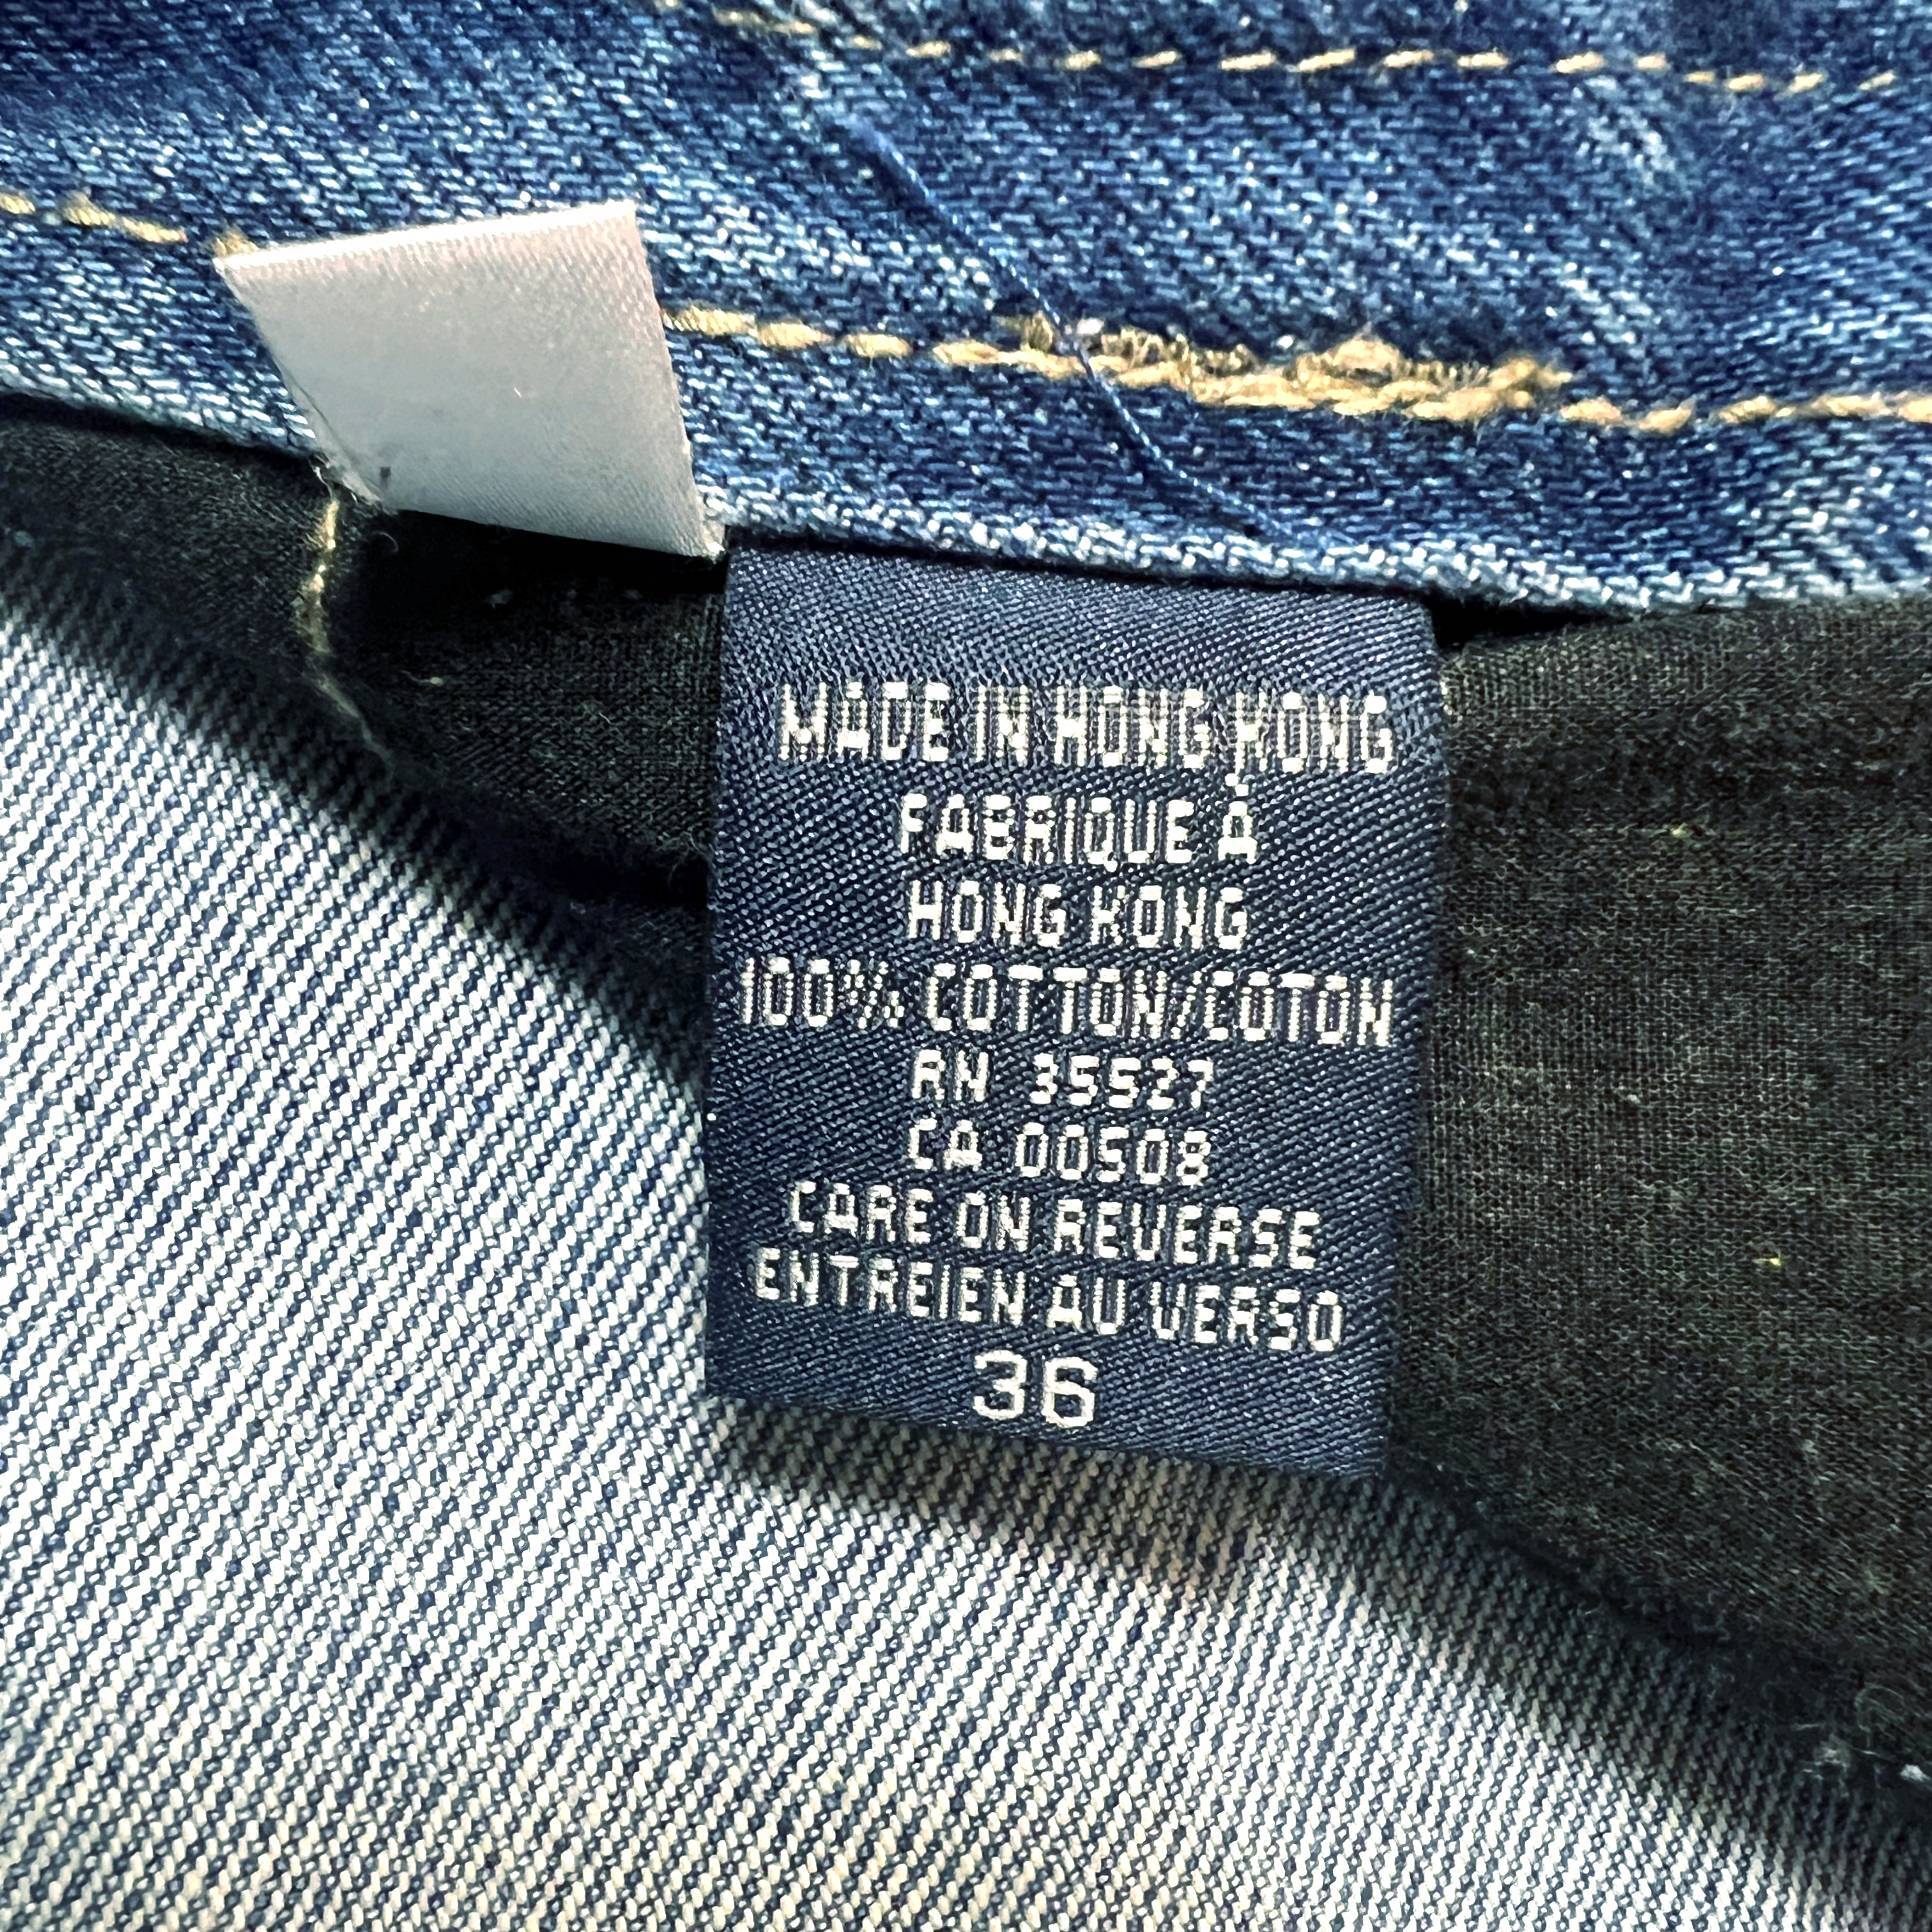 MADE IN HONG KONG
FABRIQUE À
HONG KONG
100% COTTON/COTON
RN 35527
CA 00508
CARE ON REVERSE
ENTREIEN AU VERSO
36